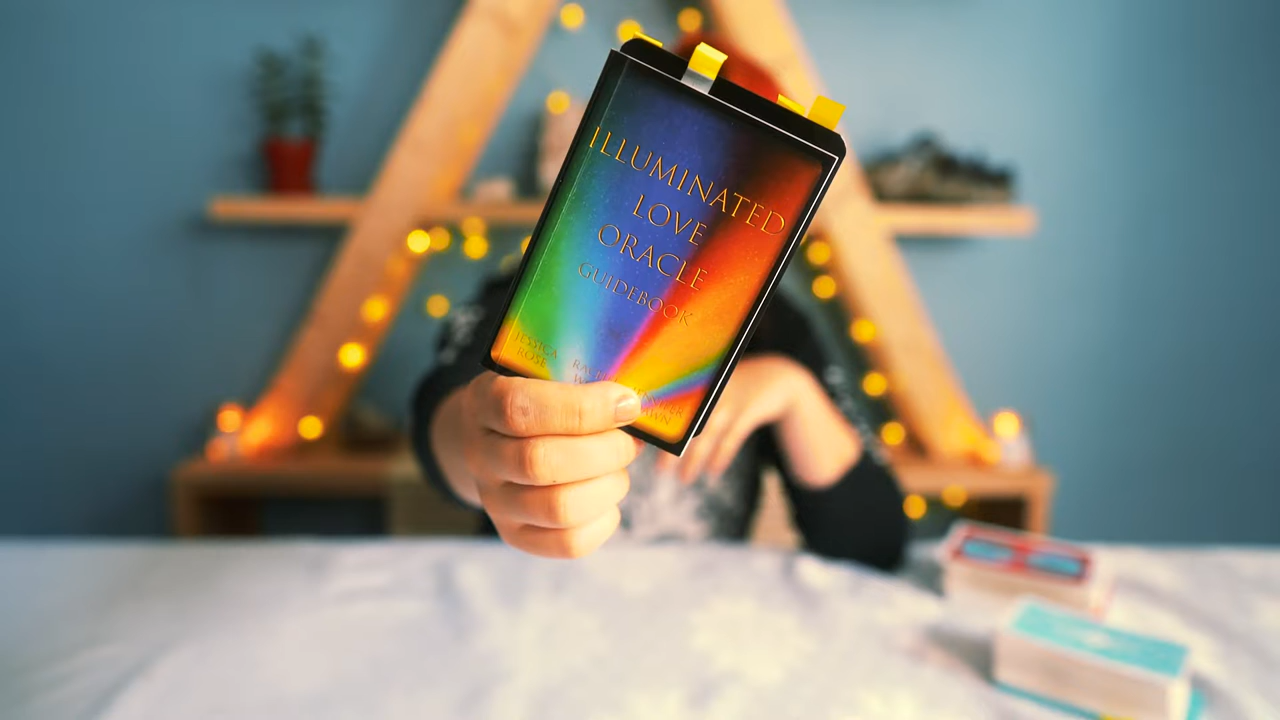 ILLUMINATED
LOVE
ORACLE
GUIDEBOOK
JESSICA
ROSE